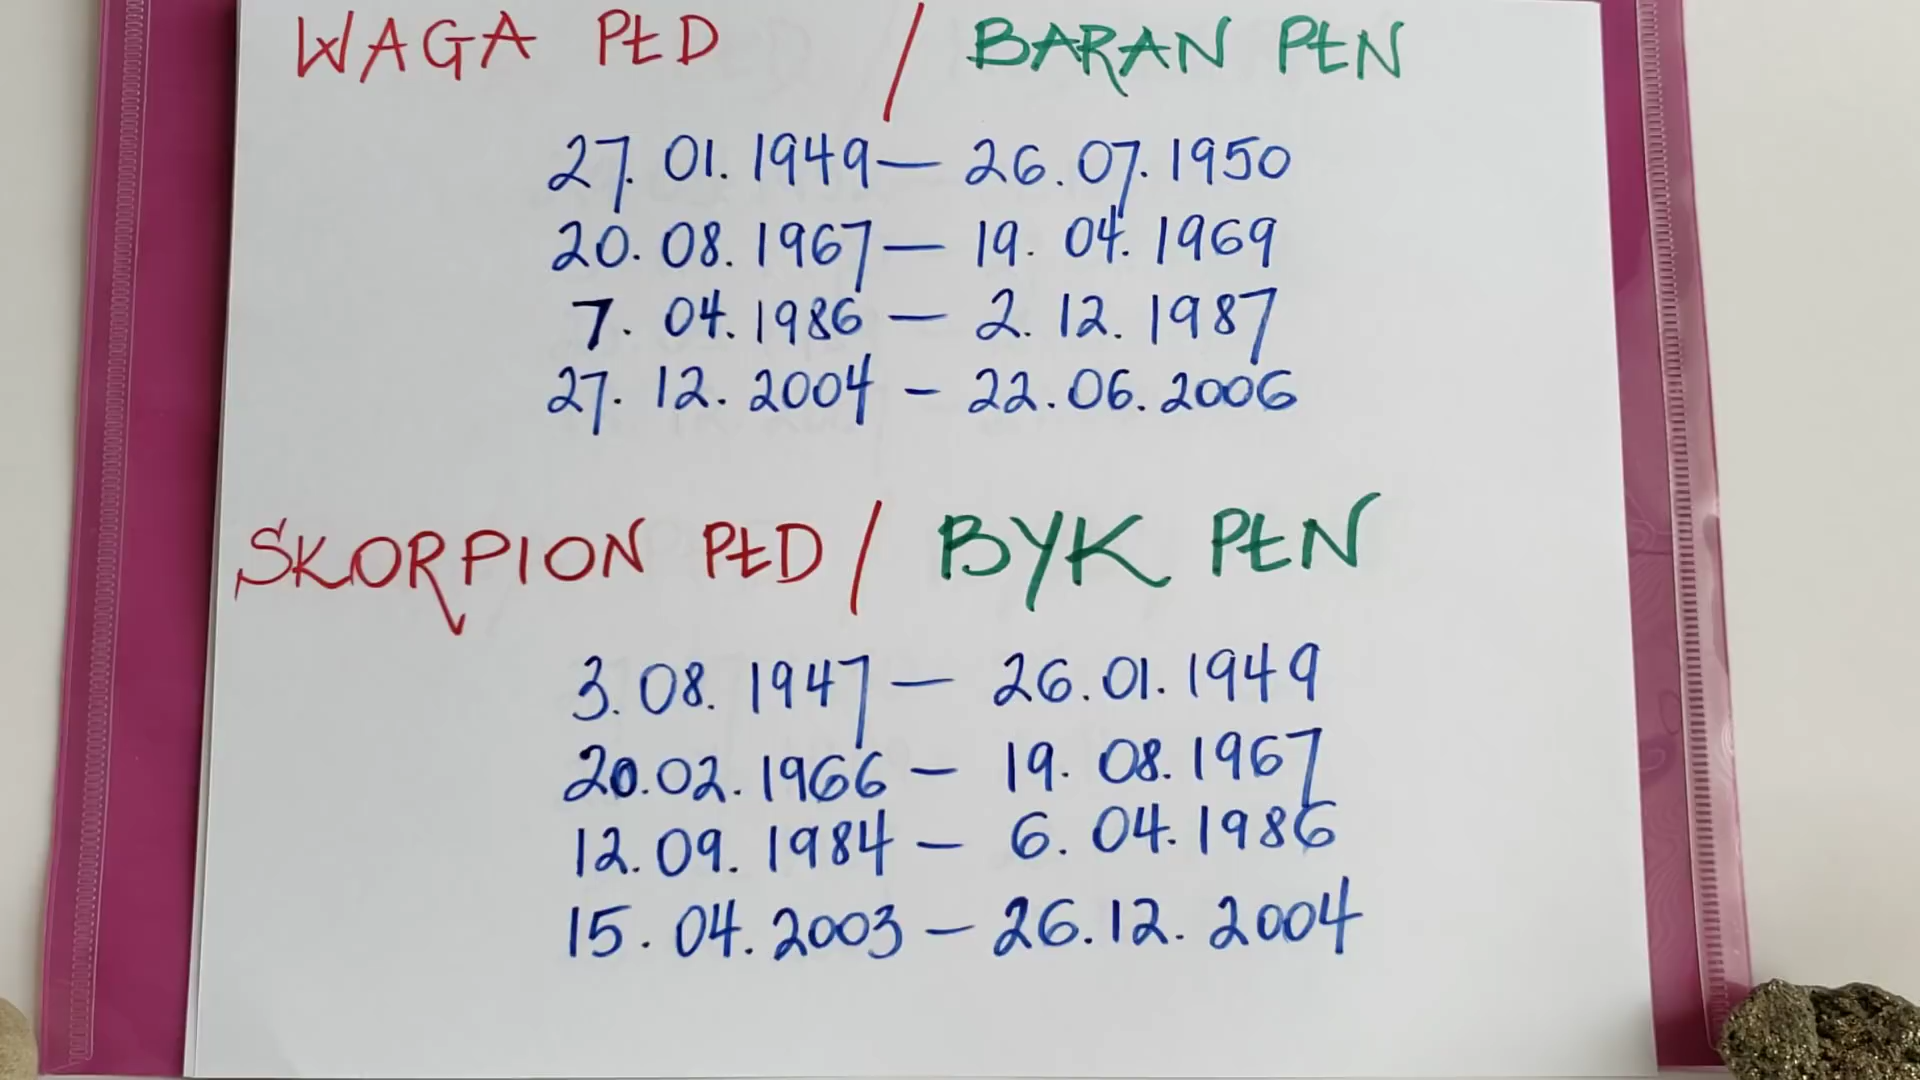 WAGA PŁD / BARAN PŁN
27. 01. 1949 — 26. 07. 1950
20. 08. 1967 — 19. 04. 1969
7. 04. 1986 — 2. 12. 1987
27. 12. 2004 - 22. 06. 2006
SKORPION PŁD / BYK PŁN
3. 08. 1947 — 26. 01. 1949
20. 02. 1966 — 19. 08. 1967
12. 09. 1984 — 6. 04. 1986
15. 04. 2003 — 26. 12. 2004